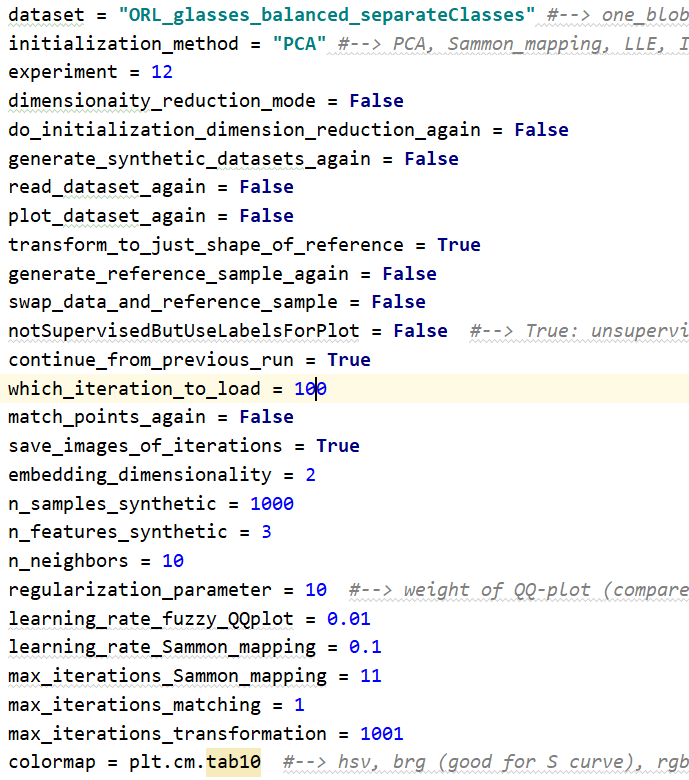 dataset = "ORL_glasses_balanced_separateClasses" #--> one_blob
initialization_method = "PCA" #--> PCA, Sammon_mapping, LLE, I
experiment = 12
dimensionaity_reduction_mode = False
do_initialization_dimension_reduction_again = False
generate_synthetic_datasets_again = False
read_dataset_again = False
plot_dataset_again = False
transform_to_just_shape_of_reference = True
generate_reference_sample_again = False
swap_data_and_reference_sample = False
notSupervisedButUseLabelsForPlot = False  #--> True: unsupervi
continue_from_previous_run = True
which_iteration_to_load = 100
match_points_again = False
save_images_of_iterations = True
embedding_dimensionality = 2
n_samples_synthetic = 1000
n_features_synthetic = 3
n_neighbors = 10
regularization_parameter = 10  #--> weight of QQ-plot (compare
learning_rate_fuzzy_QQplot = 0.01
learning_rate_Sammon_mapping = 0.1
max_iterations_Sammon_mapping = 11
max_iterations_matching = 1
max_iterations_transformation = 1001
colormap = plt.cm.tab10  #--> hsv, brg (good for S curve), rgb